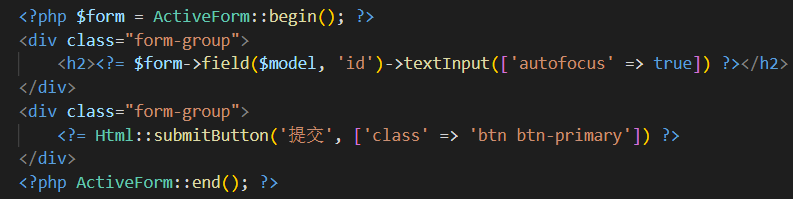 <?php $form = ActiveForm::begin(); ?>
<div class="form-group">
    <h2><?= $form->field($model, 'id')->textInput(['autofocus' => true]) ?></h2>
</div>
<div class="form-group">
    <?= Html::submitButton('提交', ['class' => 'btn btn-primary']) ?>
</div>
<?php ActiveForm::end(); ?>